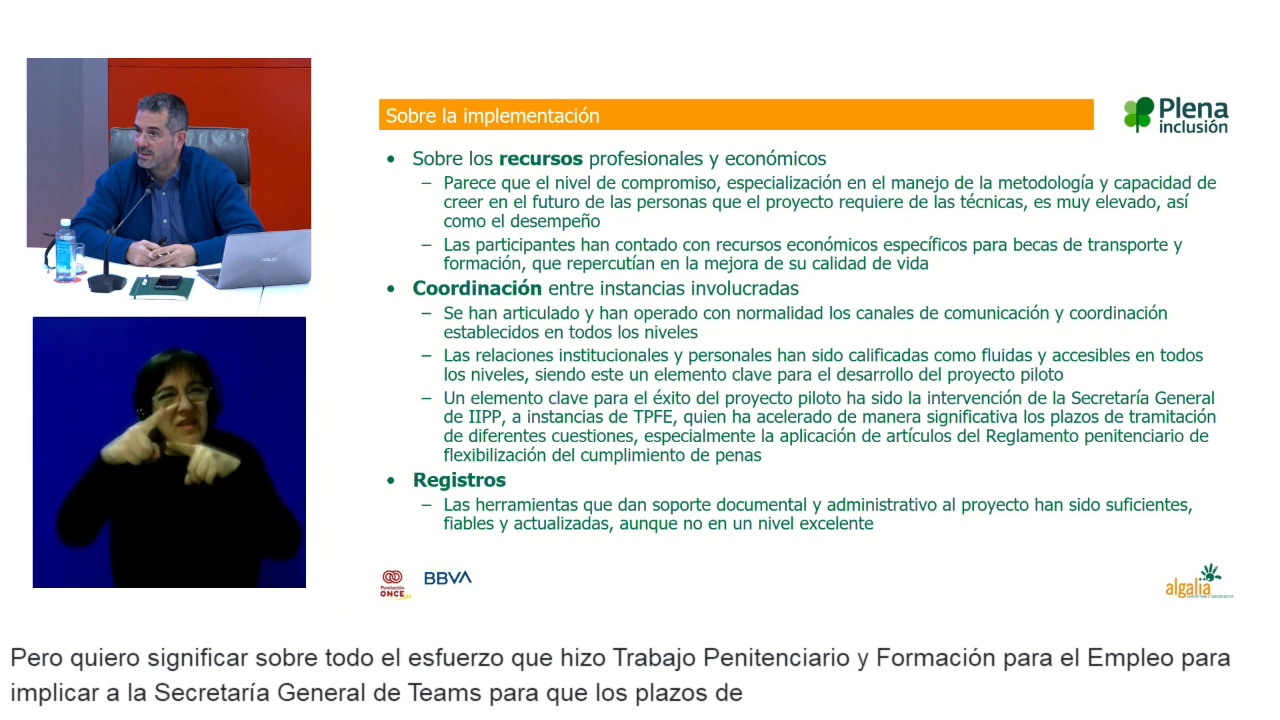 Sobre la implementación
Plena
inclusión
• Sobre los recursos profesionales y económicos
– Parece que el nivel de compromiso, especialización en el manejo de la metodología y capacidad de
creer en el futuro de las personas que el proyecto requiere de las técnicas, es muy elevado, así
como el desempeño
– Las participantes han contado con recursos económicos específicos para becas de transporte y
formación, que repercutían en la mejora de su calidad de vida
• Coordinación entre instancias involucradas
– Se han articulado y han operado con normalidad los canales de comunicación y coordinación
establecidos en todos los niveles
– Las relaciones institucionales y personales han sido calificadas como fluidas y accesibles en todos
los niveles, siendo este un elemento clave para el desarrollo del proyecto piloto
– Un elemento clave para el éxito del proyecto piloto ha sido la intervención de la Secretaría General
de IIPP, a instancias de TPFE, quien ha acelerado de manera significativa los plazos de tramitación
de diferentes cuestiones, especialmente la aplicación de artículos del Reglamento penitenciario de
flexibilización del cumplimiento de penas
• Registros
– Las herramientas que dan soporte documental y administrativo al proyecto han sido suficientes,
fiables y actualizadas, aunque no en un nivel excelente
Fundación
ONCE
BBVA
algalia
Pero quiero significar sobre todo el esfuerzo que hizo Trabajo Penitenciario y Formación para el Empleo para
implicar a la Secretaría General de Teams para que los plazos de